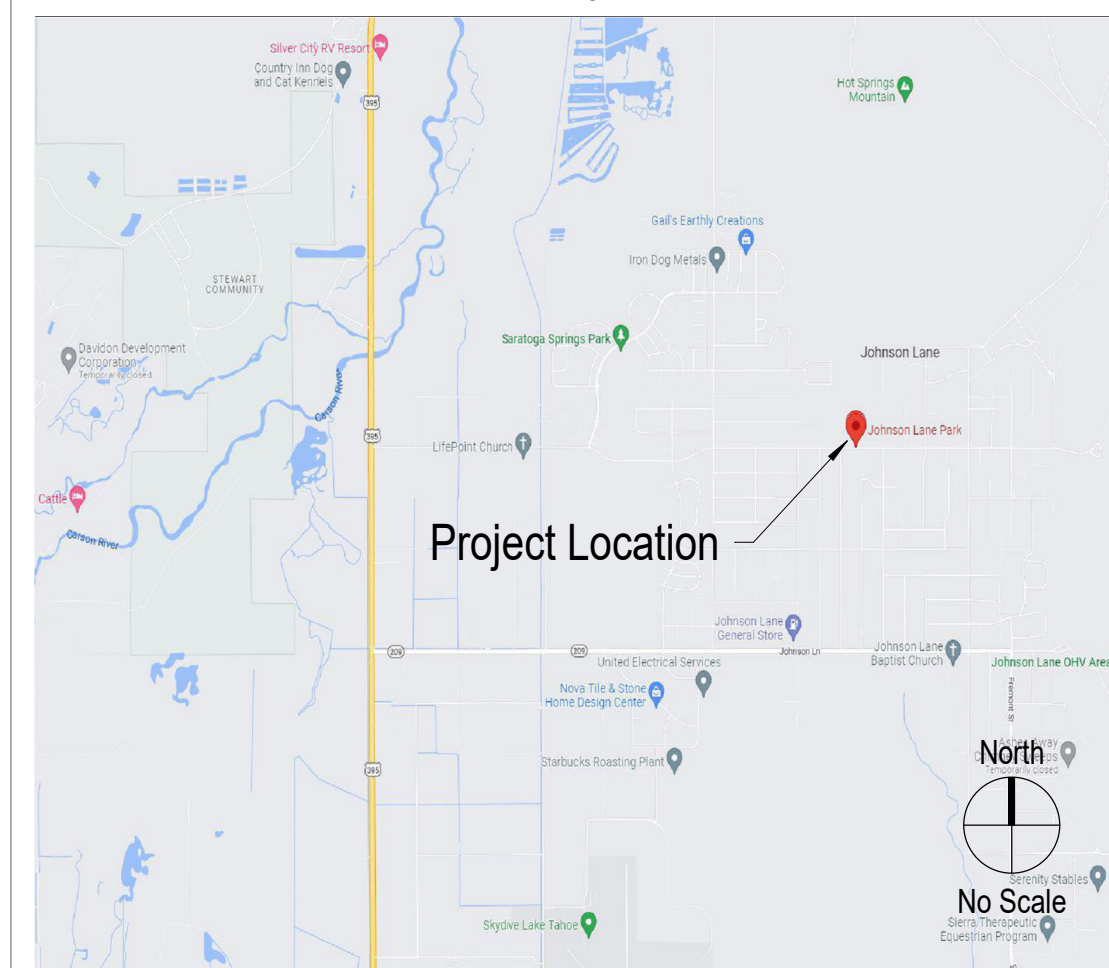 Silver City RV Resort
Country Inn Dog
and Cat Kennels
395
Hot Springs
Mountain
Gail's Earthly Creations
Iron Dog Metals
STEWART
COMMUNITY
Saratoga Springs Park
Davidon Development
Corporation
Temporarily closed
Johnson Lane
Carson River
Johnson Lane Park
395
LifePoint Church
Cattle
Carson River
Project Location
Johnson Lane
General Store
209
209
Johnson Ln
Johnson Lane
Baptist Church
United Electrical Services
Johnson Lane OHV Area
Nova Tile & Stone
Home Design Center
Fremont St
North
Ashes Away
Chimney Sweeps
Temporarily closed
Starbucks Roasting Plant
395
Serenity Stables
No Scale
Skydive Lake Tahoe
Sierra Therapeutic
Equestrian Program